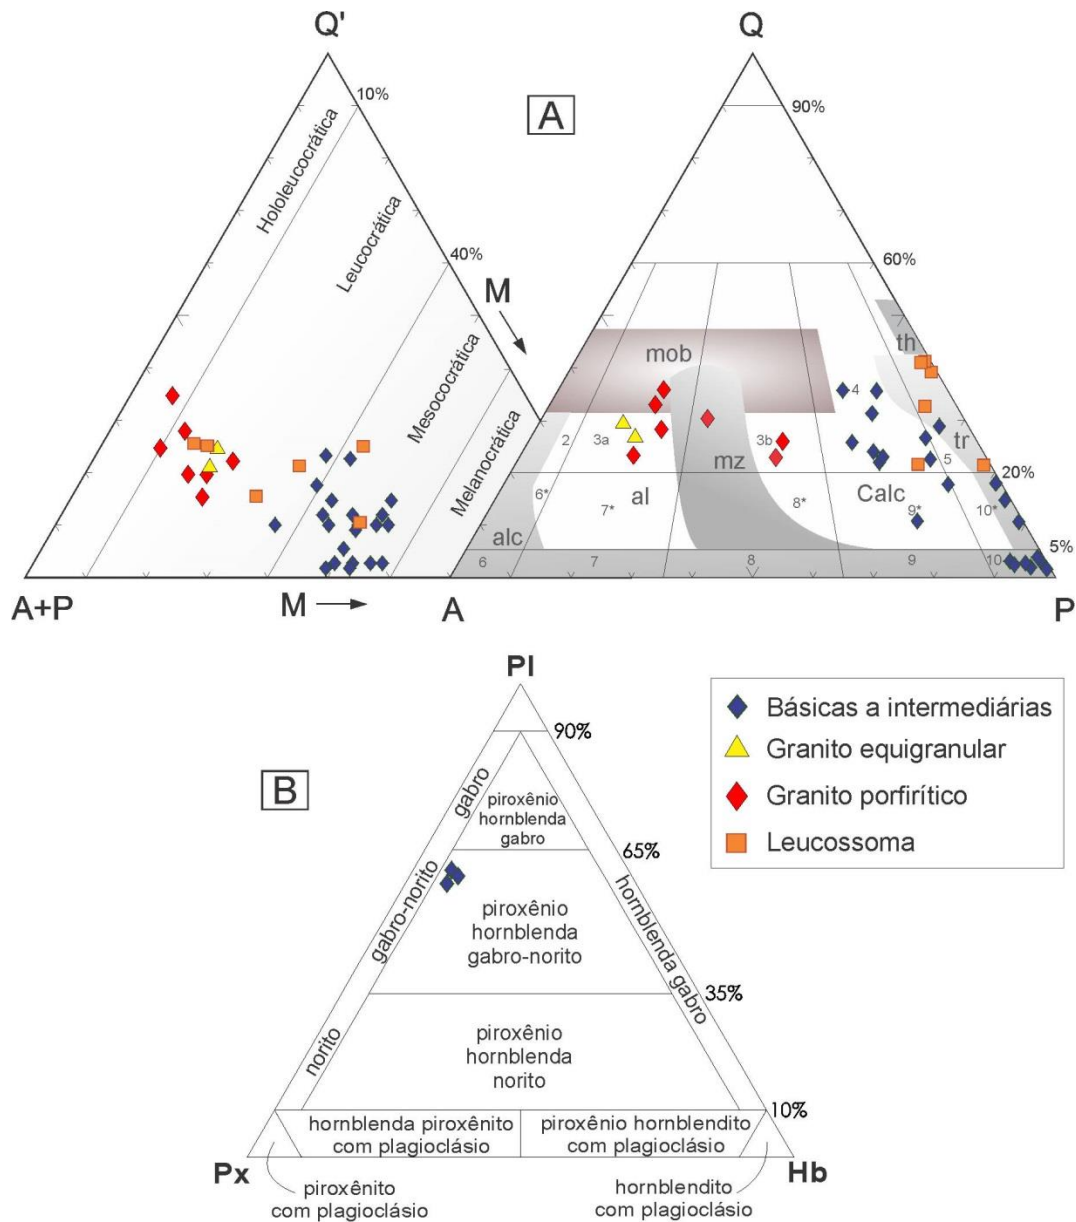 Q'
Q
10%
A
90%
Hololeucocrática
Leucocrática
40%
60%
M
Mesococrática
Melanocrática
mob
th
4
2
3a
3b
mz
tr
5
20%
6*
7*
al
8*
Calc
9*
10*
alc
5%
6
7
8
9
10
A+P
M
A
P
Pl
90%
B
gabro
piroxênio
hornblenda
gabro
65%
gabro-norito
piroxênio
hornblenda
gabro-norito
hornblenda gabro
35%
norito
piroxênio
hornblenda
norito
10%
hornblenda piroxênito
com plagioclásio
piroxênio hornblendito
com plagioclásio
Px
Hb
piroxênito
com plagioclásio
hornblendito
com plagioclásio
Básicas a intermediárias
Granito equigranular
Granito porfirítico
Leucossoma